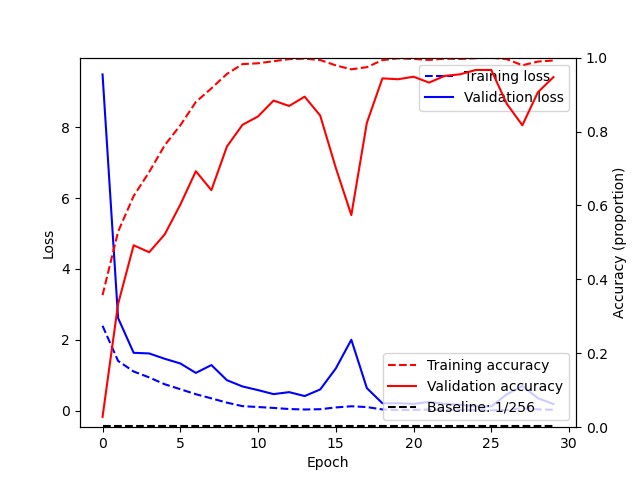 1.0
Training loss
Validation loss
8
0.8
6
0.6
Loss
Accuracy (proportion)
4
0.4
2
0.2
Training accuracy
Validation accuracy
Baseline: 1/256
0
0.0
0 5 10 15 20 25 30
Epoch